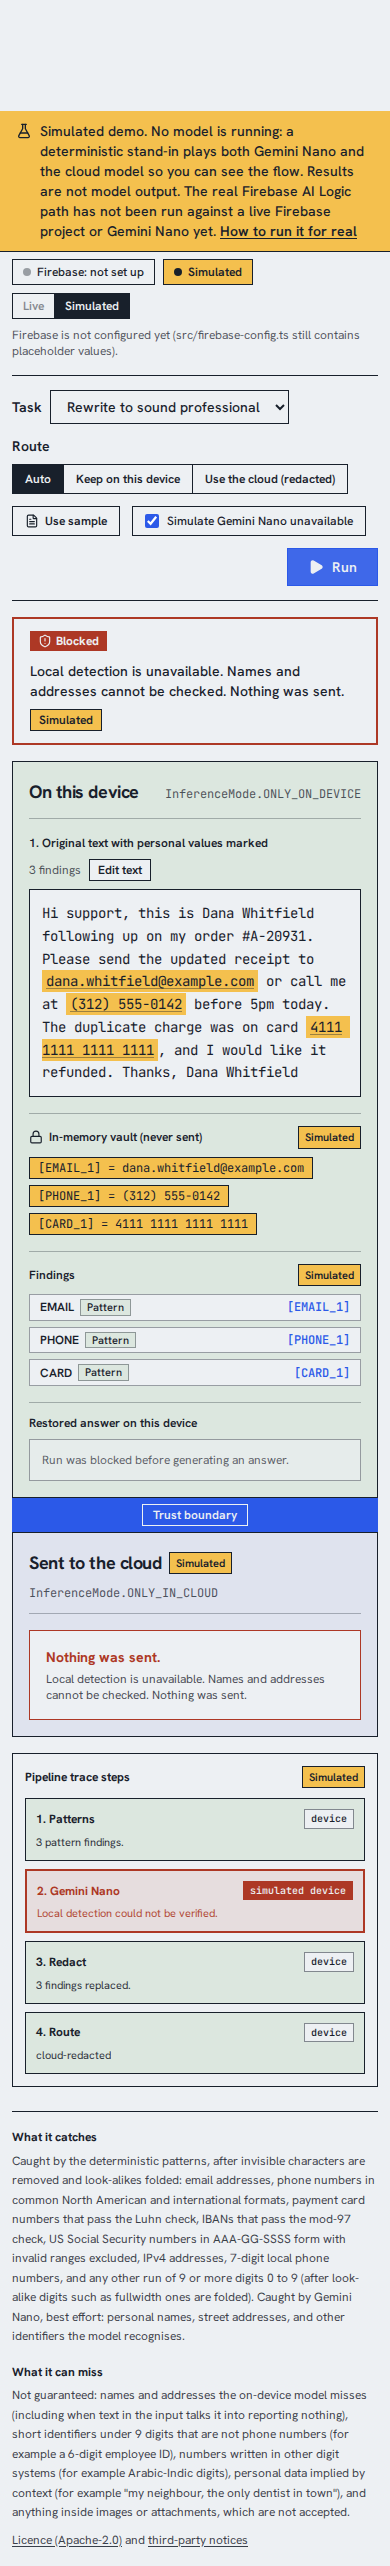 Simulated demo. No model is running: a
deterministic stand-in plays both Gemini Nano and
the cloud model so you can see the flow. Results
are not model output. The real Firebase AI Logic
path has not been run against a live Firebase
project or Gemini Nano yet. How to run it for real
Firebase: not set up Simulated
Live Simulated
Firebase is not configured yet (src/firebase-config.ts still contains
placeholder values).
Task Rewrite to sound professional
Route
Auto Keep on this device Use the cloud (redacted)
Use sample Simulate Gemini Nano unavailable
Run
Blocked
Local detection is unavailable. Names and
addresses cannot be checked. Nothing was sent.
Simulated
On this device InferenceMode.ONLY_ON_DEVICE
1. Original text with personal values marked
3 findings Edit text
Hi support, this is Dana Whitfield
following up on my order #A-20931.
Please send the updated receipt to
dana.whitfield@example.com or call me
at (312) 555-0142 before 5pm today.
The duplicate charge was on card 4111
1111 1111 1111, and I would like it
refunded. Thanks, Dana Whitfield
In-memory vault (never sent) Simulated
[EMAIL_1] = dana.whitfield@example.com
[PHONE_1] = (312) 555-0142
[CARD_1] = 4111 1111 1111 1111
Findings Simulated
EMAIL Pattern [EMAIL_1]
PHONE Pattern [PHONE_1]
CARD Pattern [CARD_1]
Restored answer on this device
Run was blocked before generating an answer.
Trust boundary
Sent to the cloud Simulated
InferenceMode.ONLY_IN_CLOUD
Nothing was sent.
Local detection is unavailable. Names and addresses
cannot be checked. Nothing was sent.
Pipeline trace steps Simulated
1. Patterns device
3 pattern findings.
2. Gemini Nano simulated device
Local detection could not be verified.
3. Redact device
3 findings replaced.
4. Route device
cloud-redacted
What it catches
Caught by the deterministic patterns, after invisible characters are
removed and look-alikes folded: email addresses, phone numbers in
common North American and international formats, payment card
numbers that pass the Luhn check, IBANs that pass the mod-97
check, US Social Security numbers in AAA-GG-SSSS form with
invalid ranges excluded, IPv4 addresses, 7-digit local phone
numbers, and any other run of 9 or more digits 0 to 9 (after look-
alike digits such as fullwidth ones are folded). Caught by Gemini
Nano, best effort: personal names, street addresses, and other
identifiers the model recognises.
What it can miss
Not guaranteed: names and addresses the on-device model misses
(including when text in the input talks it into reporting nothing),
short identifiers under 9 digits that are not phone numbers (for
example a 6-digit employee ID), numbers written in other digit
systems (for example Arabic-Indic digits), personal data implied by
context (for example "my neighbour, the only dentist in town"), and
anything inside images or attachments, which are not accepted.
Licence (Apache-2.0) and third-party notices